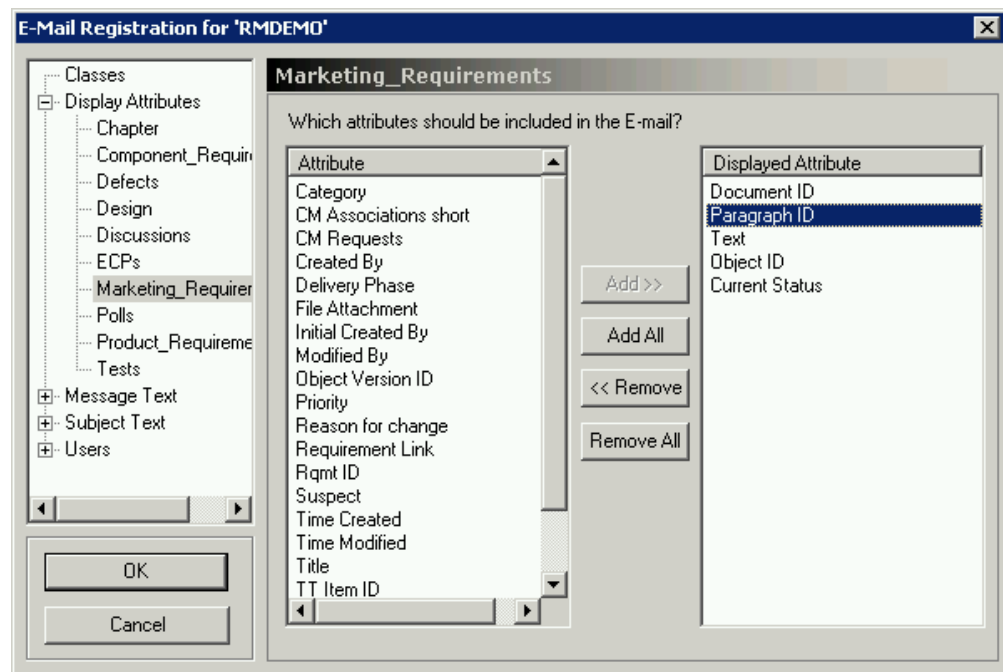 E-Mail Registration for 'RMDEMO'
Classes
Display Attributes
Chapter
Component_Requir
Defects
Design
Discussions
ECPs
Marketing_Requirer
Polls
Product_Requireme
Tests
Message Text
Subject Text
Users
OK
Cancel
Marketing_Requirements
Which attributes should be included in the E-mail?
Attribute
Category
CM Associations short
CM Requests
Created By
Delivery Phase
File Attachment
Initial Created By
Modified By
Object Version ID
Priority
Reason for change
Requirement Link
Rqmt ID
Suspect
Time Created
Time Modified
Title
TT Item ID
Add >>
Add All
<< Remove
Remove All
Displayed Attribute
Document ID
Paragraph ID
Text
Object ID
Current Status